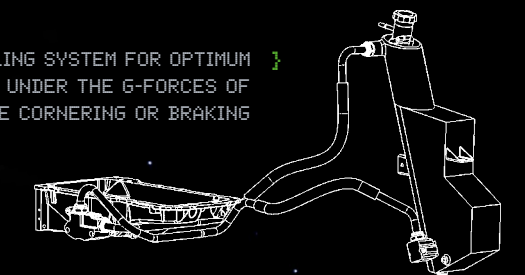 LING SYSTEM FOR OPTIMUM }
UNDER THE G-FORCES OF
E CORNERING OR BRAKING